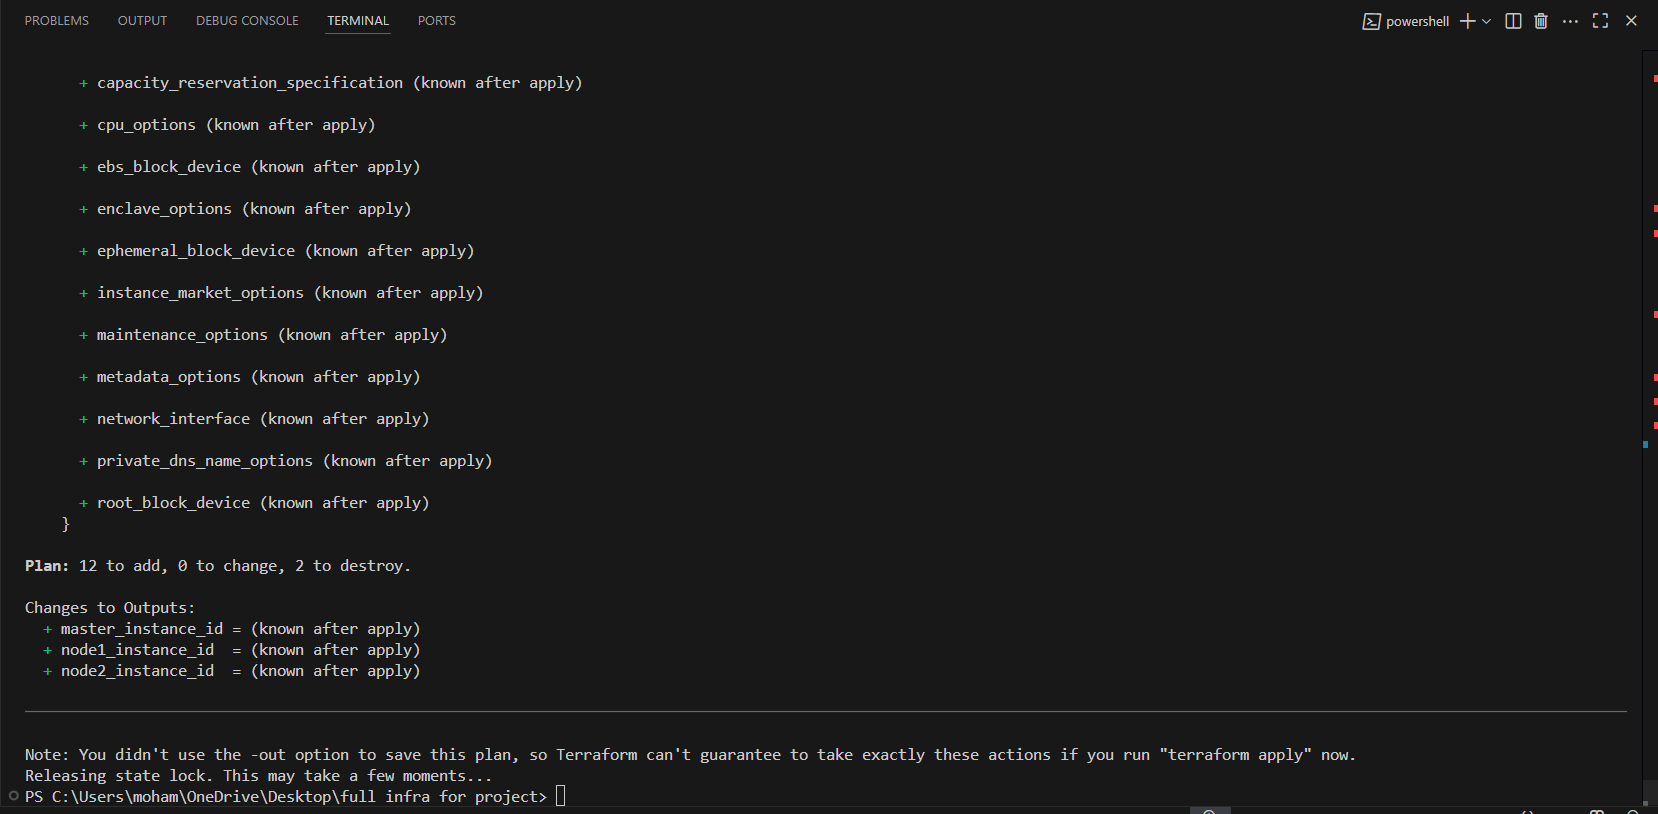 PROBLEMS OUTPUT DEBUG CONSOLE TERMINAL PORTS powershell
+ capacity_reservation_specification (known after apply)
+ cpu_options (known after apply)
+ ebs_block_device (known after apply)
+ enclave_options (known after apply)
+ ephemeral_block_device (known after apply)
+ instance_market_options (known after apply)
+ maintenance_options (known after apply)
+ metadata_options (known after apply)
+ network_interface (known after apply)
+ private_dns_name_options (known after apply)
+ root_block_device (known after apply)
}
Plan: 12 to add, 0 to change, 2 to destroy.
Changes to Outputs:
+ master_instance_id = (known after apply)
+ node1_instance_id  = (known after apply)
+ node2_instance_id  = (known after apply)
Note: You didn't use the -out option to save this plan, so Terraform can't guarantee to take exactly these actions if you run "terraform apply" now.
Releasing state lock. This may take a few moments...
PS C:\Users\moham\OneDrive\Desktop\full infra for project>